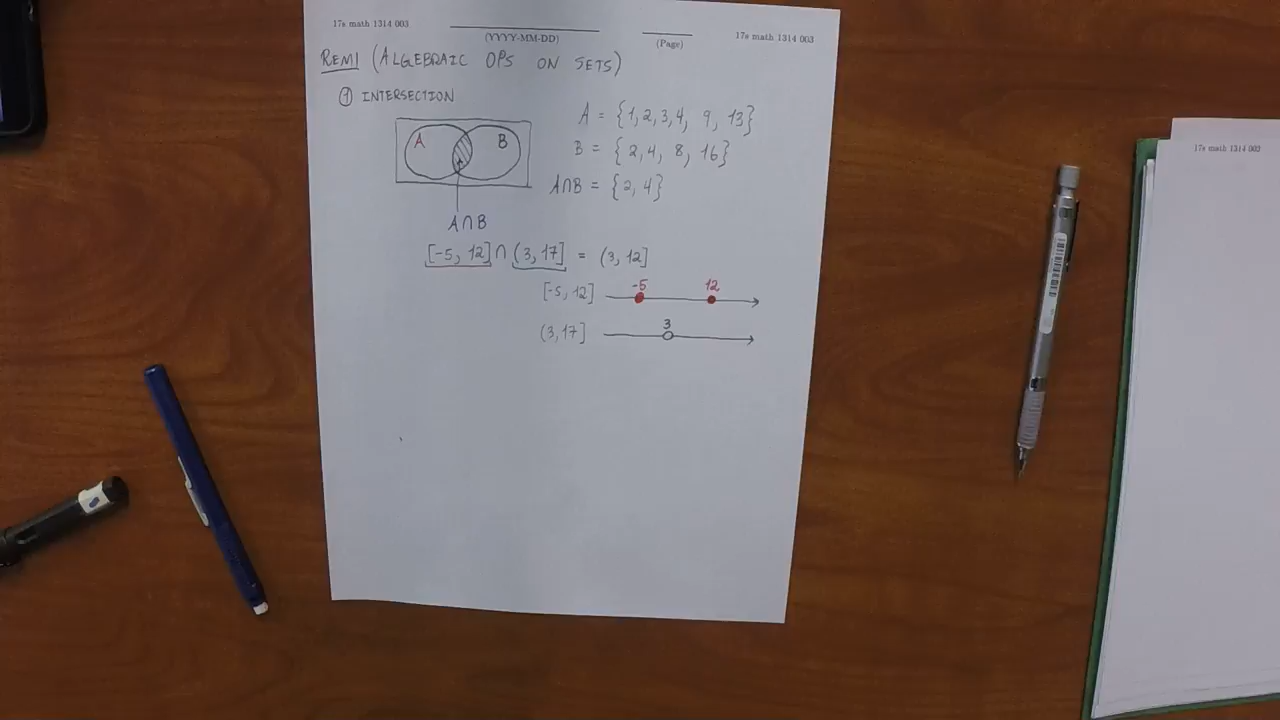 17s math 1314 003
(YYYY-MM-DD)
(Page)
17s math 1314 003
REM (ALGEBRAIC OPS ON SETS)
① INTERSECTION
A B
A∩B
A = {1, 2, 3, 4, 9, 13}
B = {2, 4, 8, 16}
A∩B = {2, 4}
[-5, 12] ∩ (3, 17] = (3, 12]
[-5, 12] -5 12
(3, 17] 3
17s math 1314 003